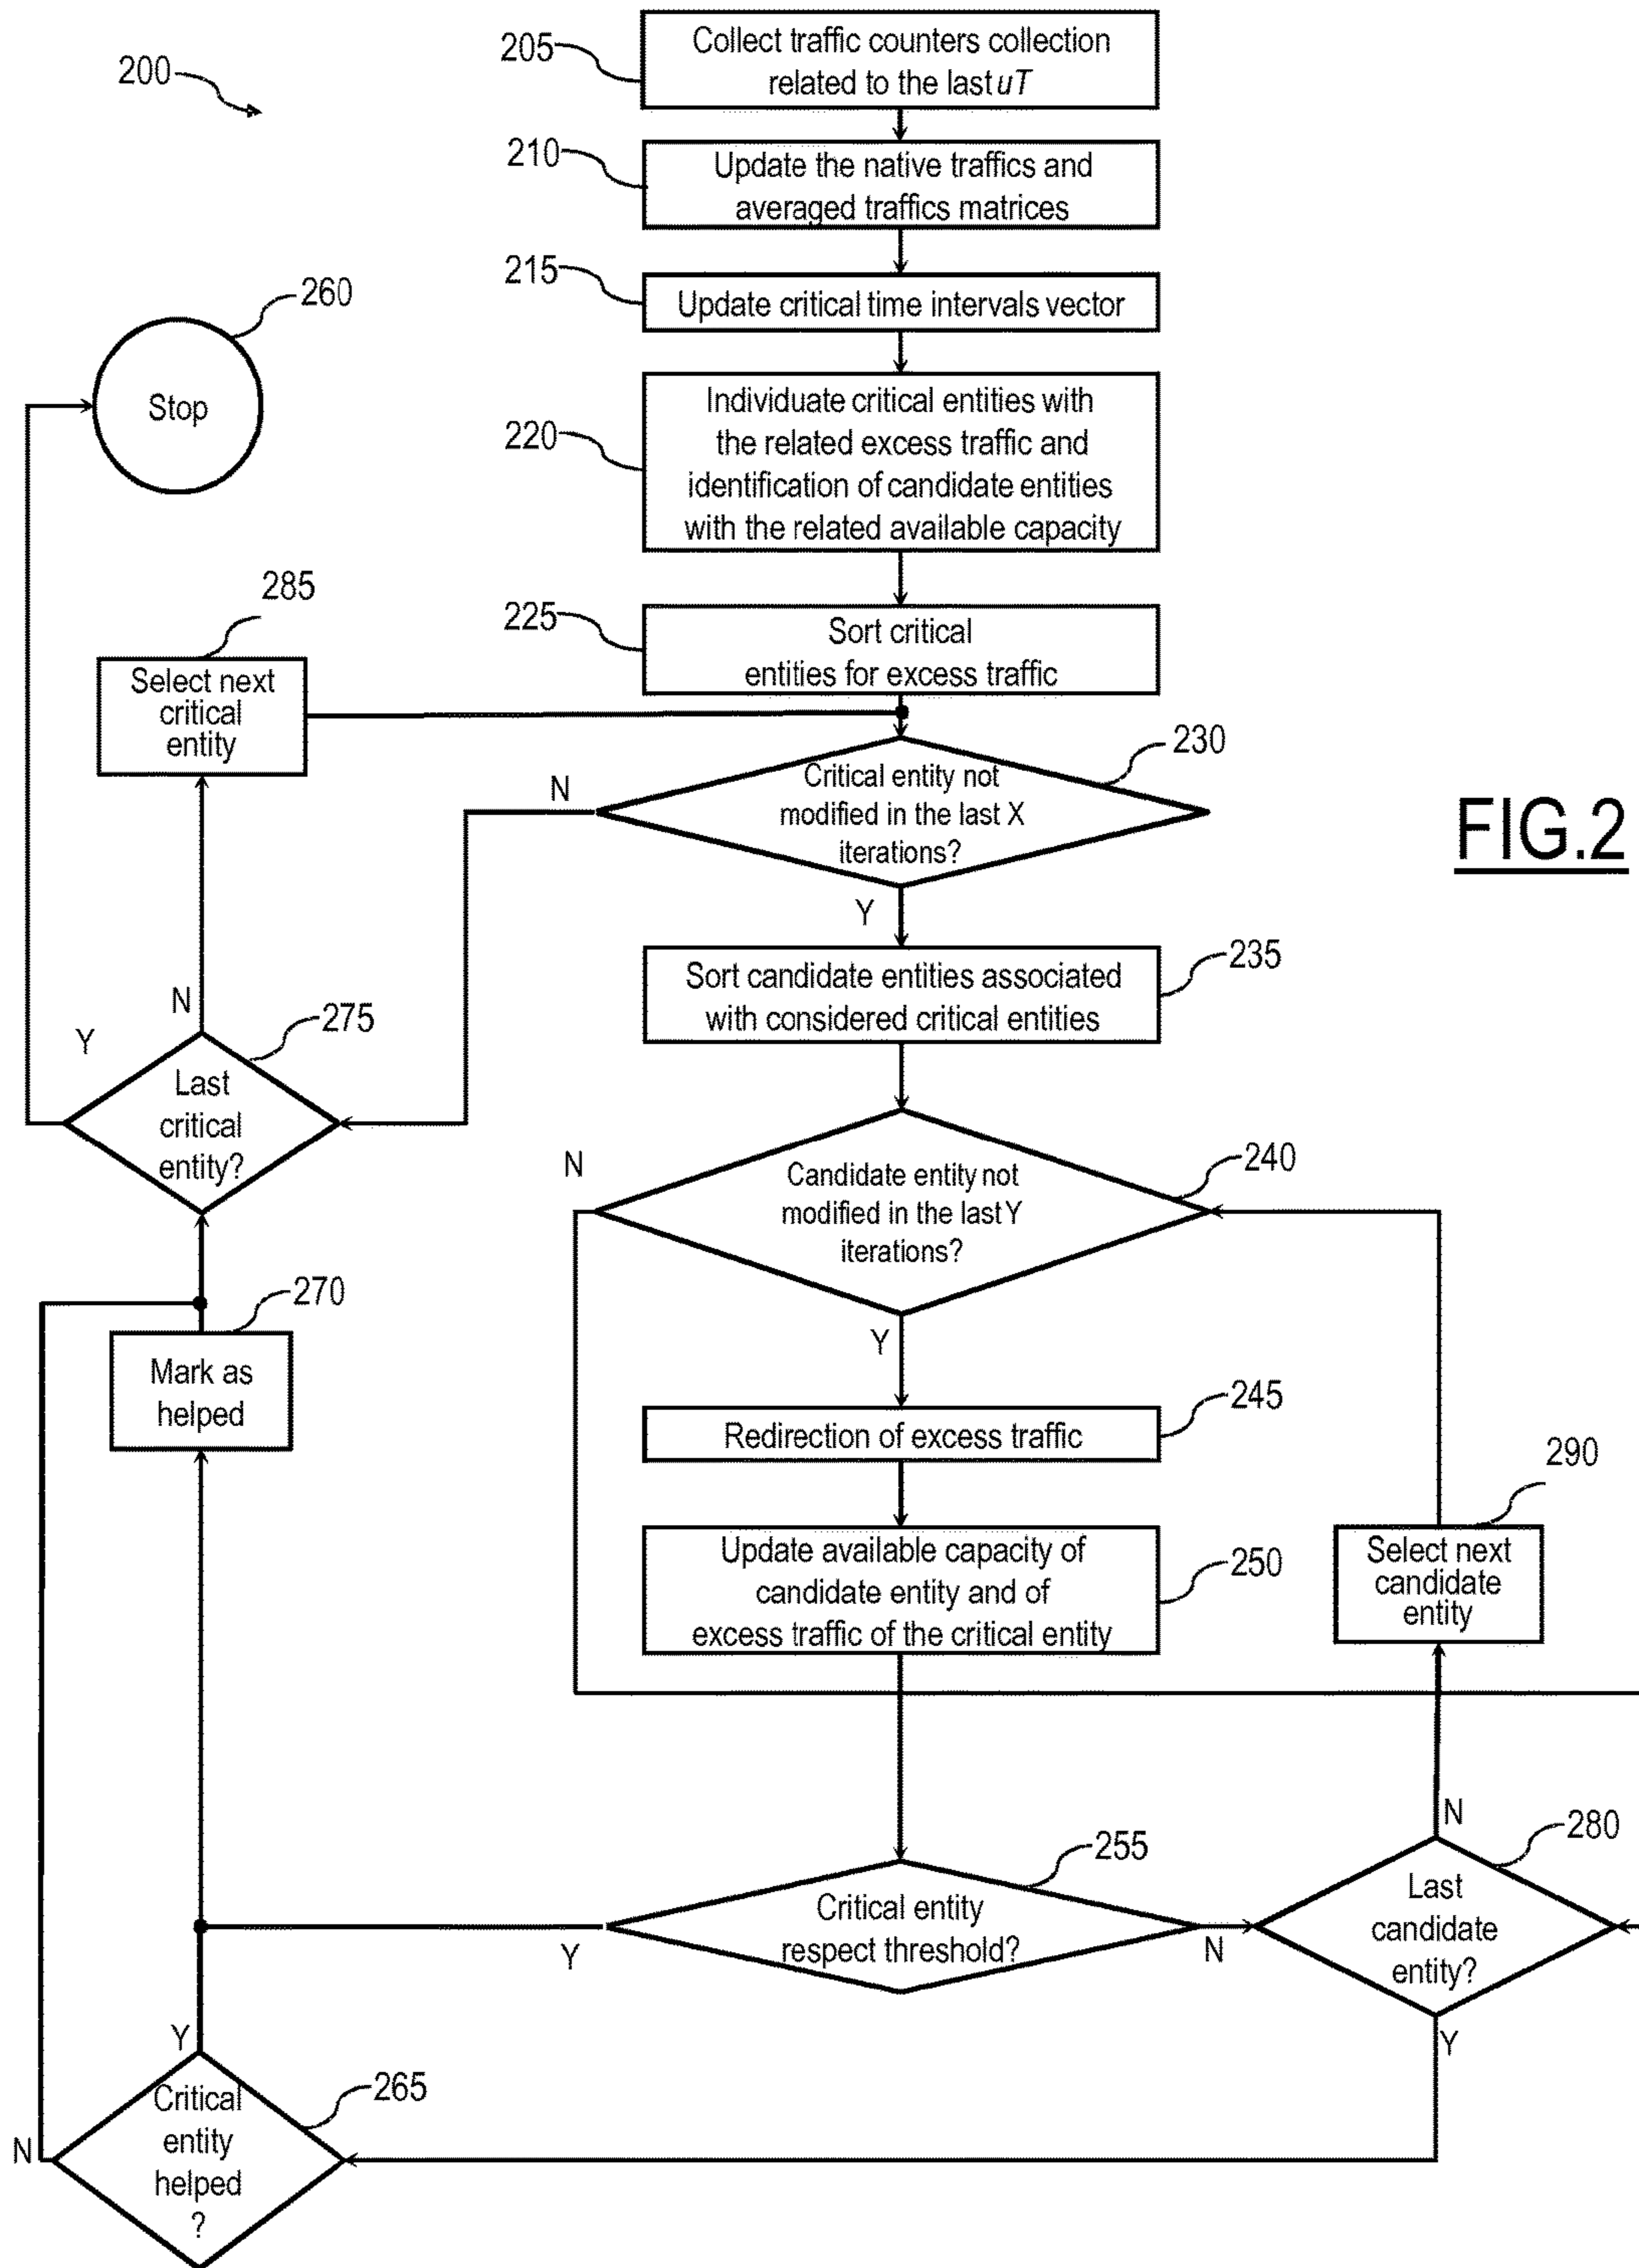 200
205
Collect traffic counters collection
related to the last uT
210
Update the native traffics and
averaged traffics matrices
215
Update critical time intervals vector
260
Stop
220
Individuate critical entities with
the related excess traffic and
identification of candidate entities
with the related available capacity
285
Select next
critical
entity
225
Sort critical
entities for excess traffic
230
Critical entity not
modified in the last X
iterations?
N
Y
FIG.2
235
Sort candidate entities associated
with considered critical entities
N
275
Y
Last
critical
entity?
240
N
Candidate entity not
modified in the last Y
iterations?
Y
270
Mark as
helped
245
Redirection of excess traffic
290
Select next
candidate
entity
250
Update available capacity of
candidate entity and of
excess traffic of the critical entity
255
Critical entity
respect threshold?
Y
N
N
280
Last
candidate
entity?
Y
Y
265
N
Critical
entity
helped
?